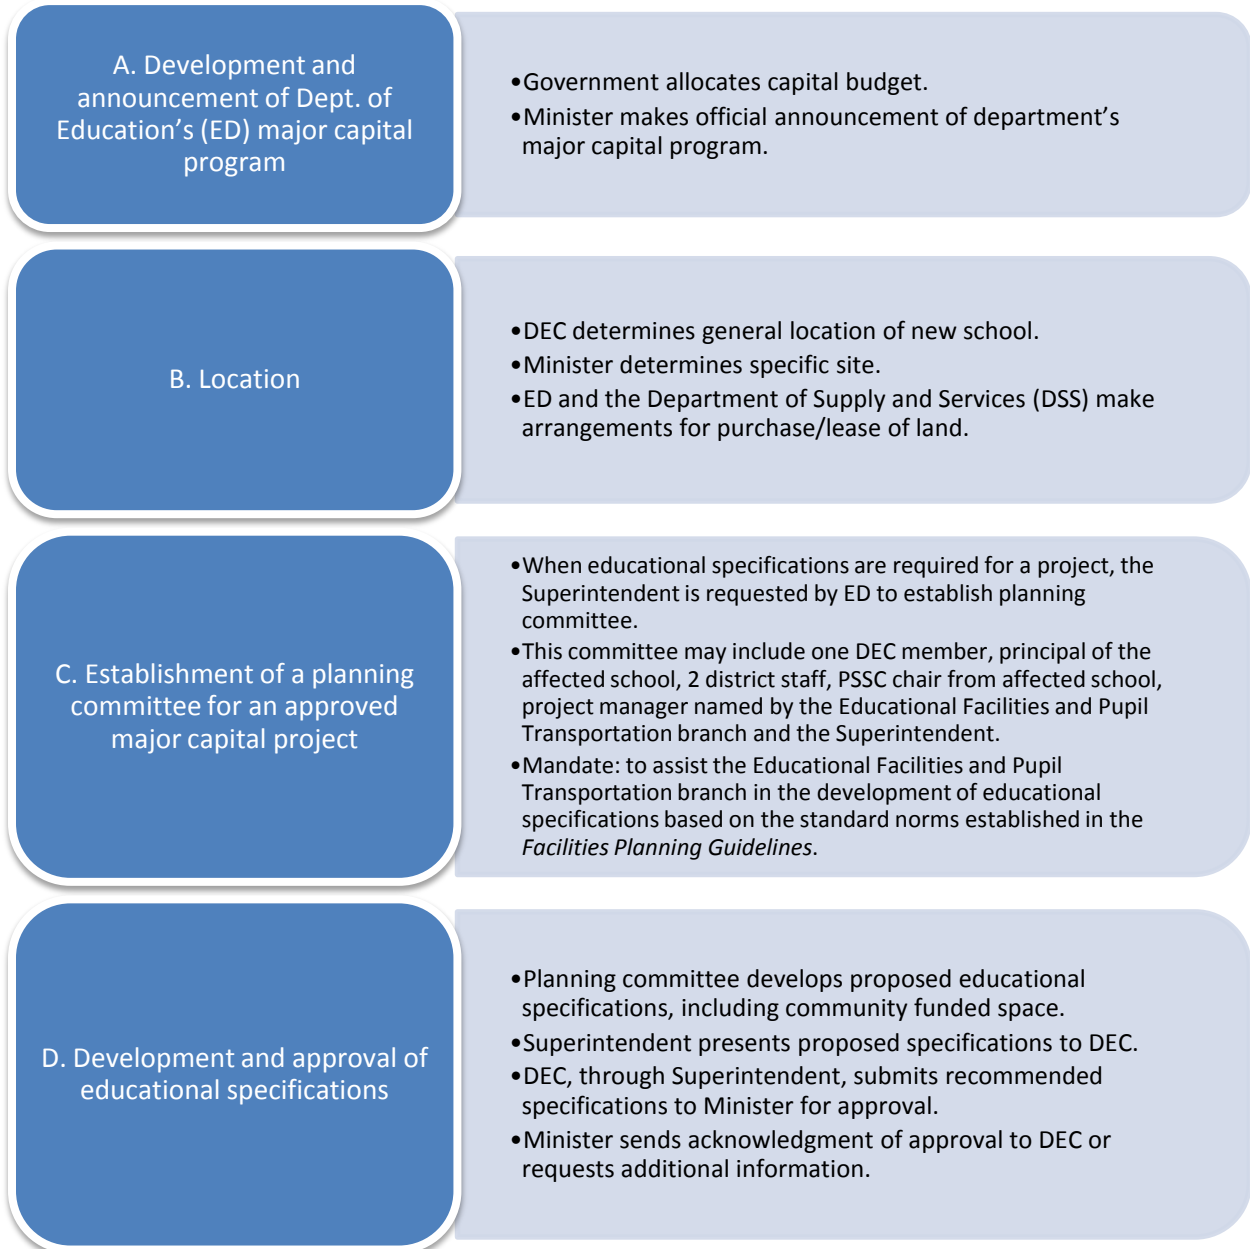 A. Development and
announcement of Dept. of
Education’s (ED) major capital
program
•Government allocates capital budget.
•Minister makes official announcement of department’s
major capital program.
B. Location
•DEC determines general location of new school.
•Minister determines specific site.
•ED and the Department of Supply and Services (DSS) make
arrangements for purchase/lease of land.
C. Establishment of a planning
committee for an approved
major capital project
•When educational specifications are required for a project, the
Superintendent is requested by ED to establish planning
committee.
•This committee may include one DEC member, principal of the
affected school, 2 district staff, PSSC chair from affected school,
project manager named by the Educational Facilities and Pupil
Transportation branch and the Superintendent.
•Mandate: to assist the Educational Facilities and Pupil
Transportation branch in the development of educational
specifications based on the standard norms established in the
Facilities Planning Guidelines.
D. Development and approval of
educational specifications
•Planning committee develops proposed educational
specifications, including community funded space.
•Superintendent presents proposed specifications to DEC.
•DEC, through Superintendent, submits recommended
specifications to Minister for approval.
•Minister sends acknowledgment of approval to DEC or
requests additional information.